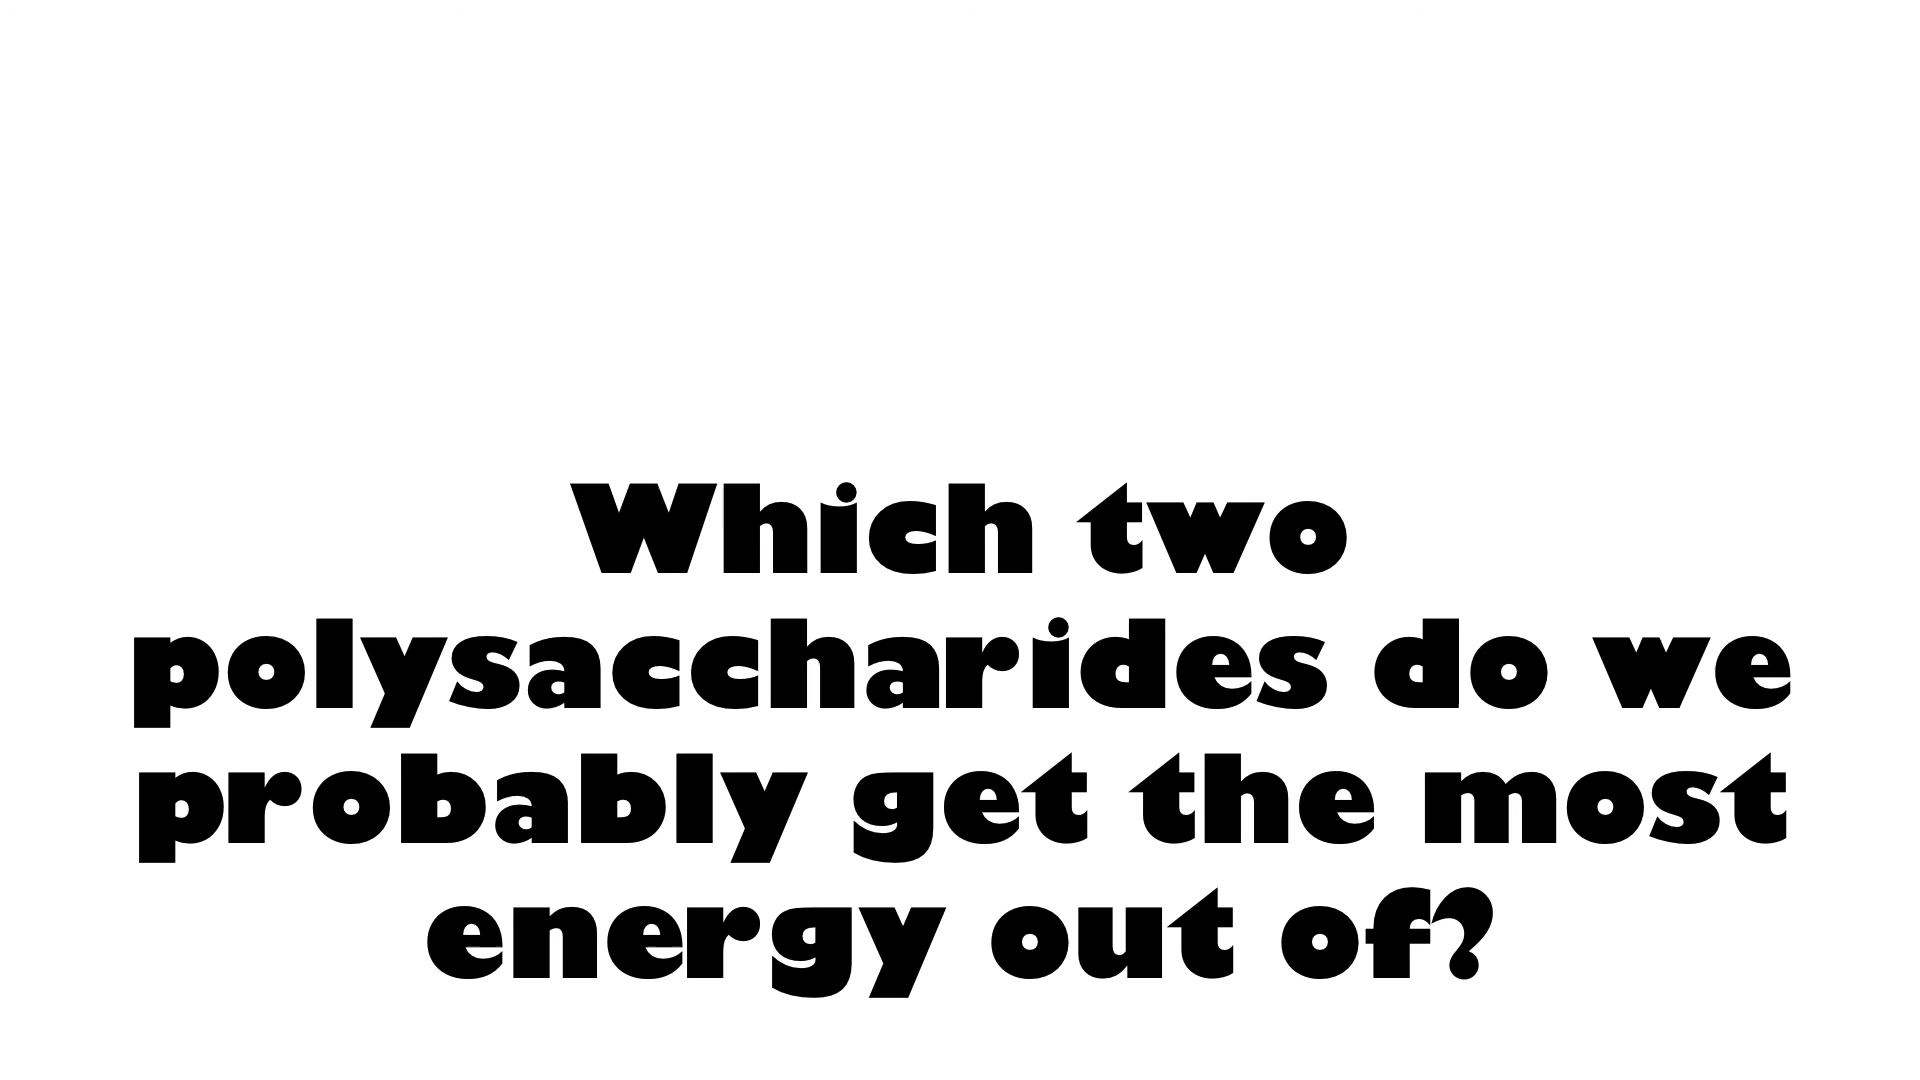 Which two
polysaccharides do we
probably get the most
energy out of?